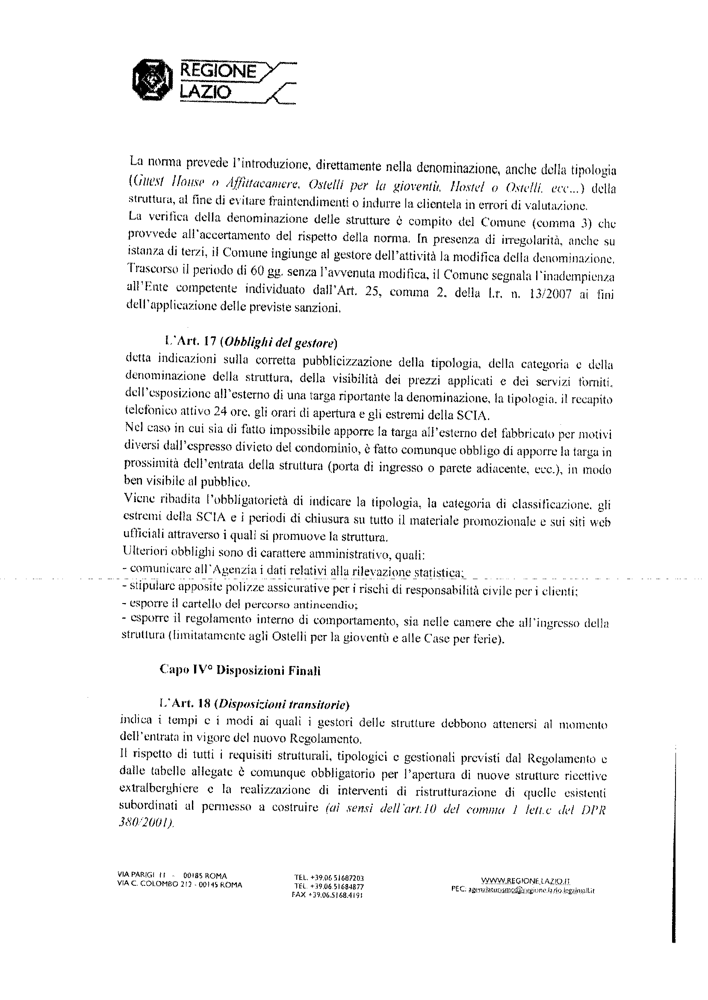 REGIONE
LAZIO
La norma prevede l'introduzione, direttamente nella denominazione, anche della tipologia
(Guest House o Affittacamere, Ostelli per la gioventù, Hostel o Ostelli, ecc...) della
struttura, al fine di evitare fraintendimenti o indurre la clientela in errori di valutazione.
La verifica della denominazione delle strutture è compito del Comune (comma 3) che
provvede all'accertamento del rispetto della norma. In presenza di irregolarità, anche su
istanza di terzi, il Comune ingiunge al gestore dell'attività la modifica della denominazione.
Trascorso il periodo di 60 gg. senza l'avvenuta modifica, il Comune segnala l'inadempienza
all'Ente competente individuato dall'Art. 25, comma 2, della l.r. n. 13/2007 ai fini
dell'applicazione delle previste sanzioni.
L'Art. 17 (Obblighi del gestore)
detta indicazioni sulla corretta pubblicizzazione della tipologia, della categoria e della
denominazione della struttura, della visibilità dei prezzi applicati e dei servizi forniti,
dell'esposizione all'esterno di una targa riportante la denominazione, la tipologia, il recapito
telefonico attivo 24 ore, gli orari di apertura e gli estremi della SCIA.
Nel caso in cui sia di fatto impossibile apporre la targa all'esterno del fabbricato per motivi
diversi dall'espresso divieto del condominio, è fatto comunque obbligo di apporre la targa in
prossimità dell'entrata della struttura (porta di ingresso o parete adiacente, ecc.), in modo
ben visibile al pubblico.
Viene ribadita l'obbligatorietà di indicare la tipologia, la categoria di classificazione, gli
estremi della SCIA e i periodi di chiusura su tutto il materiale promozionale e sui siti web
ufficiali attraverso i quali si promuove la struttura.
Ulteriori obblighi sono di carattere amministrativo, quali:
- comunicare all'Agenzia i dati relativi alla rilevazione statistica;
- stipulare apposite polizze assicurative per i rischi di responsabilità civile per i clienti;
- esporre il cartello del percorso antincendio;
- esporre il regolamento interno di comportamento, sia nelle camere che all'ingresso della
struttura (limitatamente agli Ostelli per la gioventù e alle Case per ferie).
Capo IV° Disposizioni Finali
L'Art. 18 (Disposizioni transitorie)
indica i tempi e i modi ai quali i gestori delle strutture debbono attenersi al momento
dell'entrata in vigore del nuovo Regolamento.
Il rispetto di tutti i requisiti strutturali, tipologici e gestionali previsti dal Regolamento e
dalle tabelle allegate è comunque obbligatorio per l'apertura di nuove strutture ricettive
extralberghiere e la realizzazione di interventi di ristrutturazione di quelle esistenti
subordinati al permesso a costruire (ai sensi dell'art.10 del comma 1 lett.c del DPR
380/2001).
VIA PARIGI 11 - 00185 ROMA
VIA C. COLOMBO 212 - 00145 ROMA
TEL. +39.06.51687203
TEL. +39.06.51684877
FAX +39.06.5168.4191
WWW.REGIONE.LAZIO.IT
PEC: agenziaturismo@regione.lazio.legalmail.it